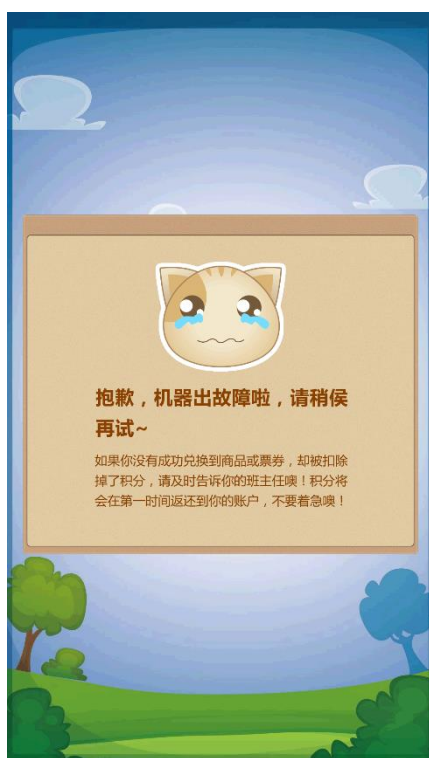 抱歉，机器出故障啦，请稍侯
再试~
如果你没有成功兑换到商品或票券，却被扣除
掉了积分，请及时告诉你的班主任噢！积分将
会在第一时间返还到你的账户，不要着急噢！